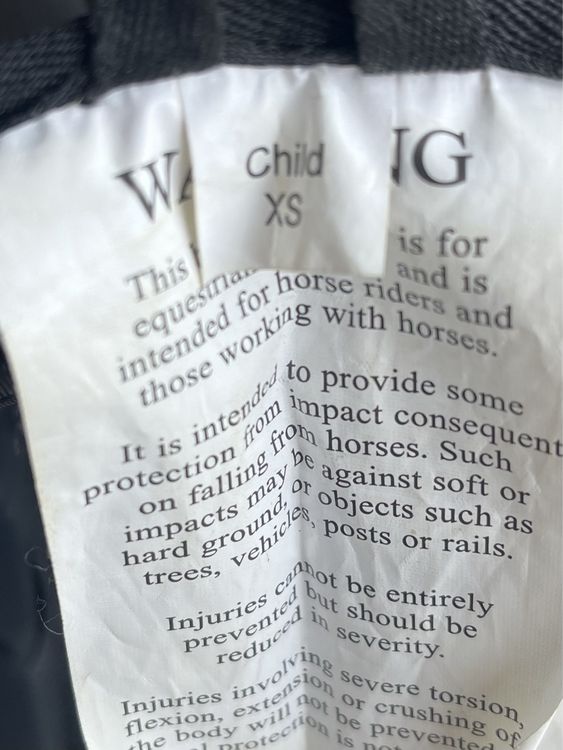 Child
XS
WA NG
This is for
equestrian and is
intended for horse riders and
those working with horses.
It is intended to provide some
protection from impact consequent
on falling from horses. Such
impacts may be against soft or
hard ground, or objects such as
trees, vehicles, posts or rails.
Injuries cannot be entirely
prevented but should be
reduced in severity.
Injuries involving severe torsion,
flexion, extension or crushing of
the body will not be prevented
protection is not